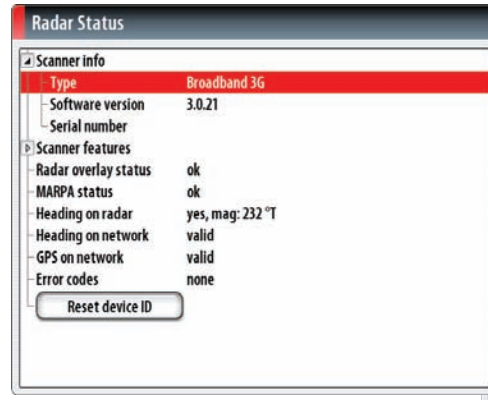 Radar Status
Scanner info
Type Broadband 3G
Software version 3.0.21
Serial number
Scanner features
Radar overlay status ok
MARPA status ok
Heading on radar yes, mag: 232 °T
Heading on network valid
GPS on network valid
Error codes none
Reset device ID